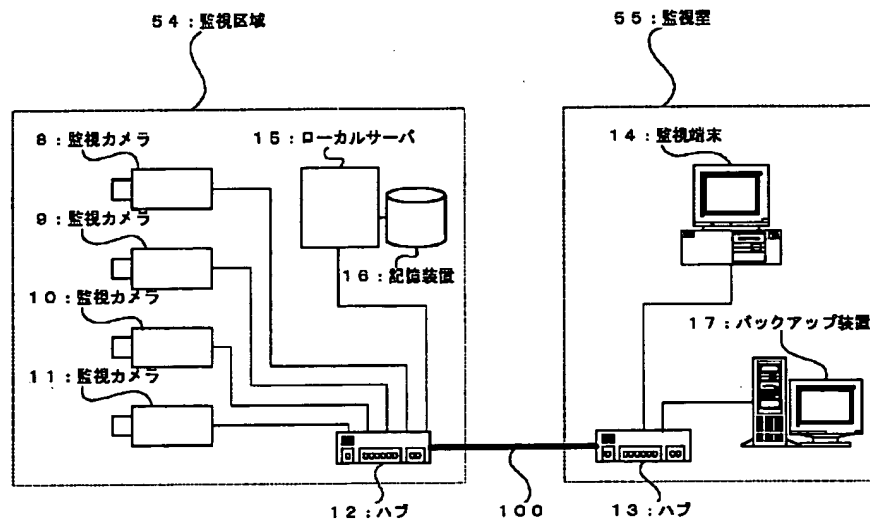 54：監視区域
55：監視室
8：監視カメラ
15：ローカルサーバ
14：監視端末
9：監視カメラ
16：記憶装置
10：監視カメラ
17：バックアップ装置
11：監視カメラ
12：ハブ
100
13：ハブ